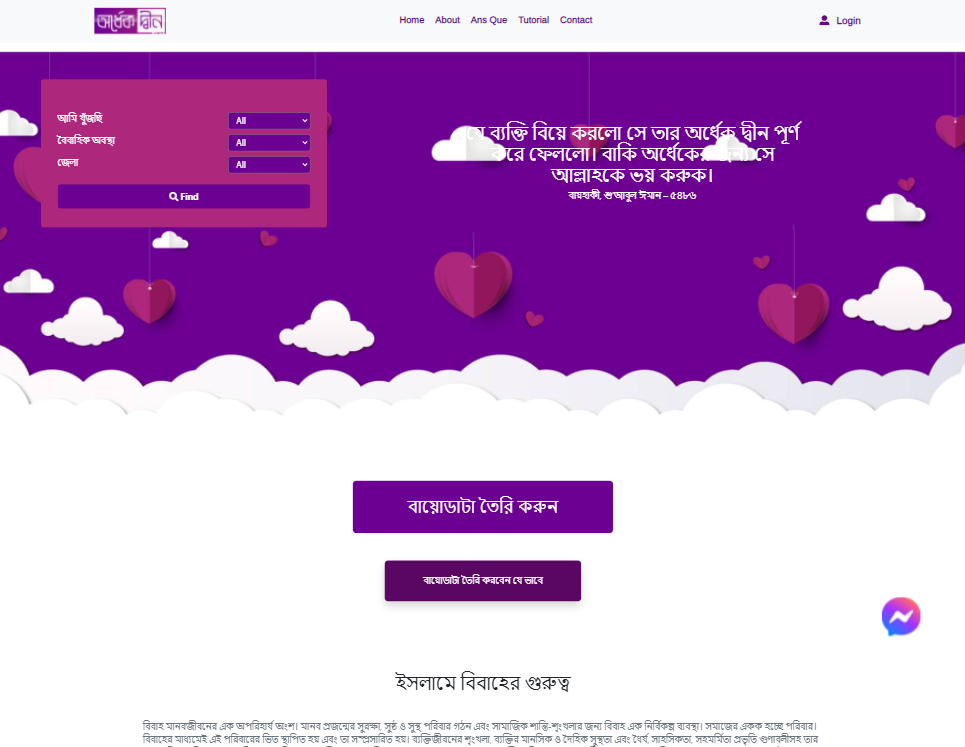 অর্ধেক দ্বীন
Home About Ans Que Tutorial Contact
Login
আমি খুঁজছি All
বৈবাহিক অবস্থা All
জেলা All
Find
যে ব্যক্তি বিয়ে করলো সে তার অর্ধেক দ্বীন পূর্ণ
করে ফেললো। বাকি অর্ধেকের জন্য সে
আল্লাহকে ভয় করুক।
বায়হাকী, শু'আবুল ঈমান – ৫৪৮৬
বায়োডাটা তৈরি করুন
বায়োডাটা তৈরি করবেন যে ভাবে
ইসলামে বিবাহের গুরুত্ব
বিবাহ মানবজীবনের এক অপরিহার্য অংশ। মানব প্রজন্মের সুরক্ষা, সুষ্ঠ ও সুস্থ পরিবার গঠন এবং সামাজিক শান্তি-শৃংখলার জন্য বিবাহ এক নির্বিকল্প ব্যবস্থা। সমাজের একক হচ্ছে পরিবার।
বিবাহের মাধ্যমেই এই পরিবারের ভিত স্থাপিত হয় এবং তা সম্প্রসারিত হয়। ব্যক্তিজীবনের শৃংখলা, ব্যক্তির মানসিক ও দৈহিক সুস্থতা এবং ধৈর্য, সাহসিকতা, সহমর্মিতা প্রভৃতি গুণাবলীসহ তার